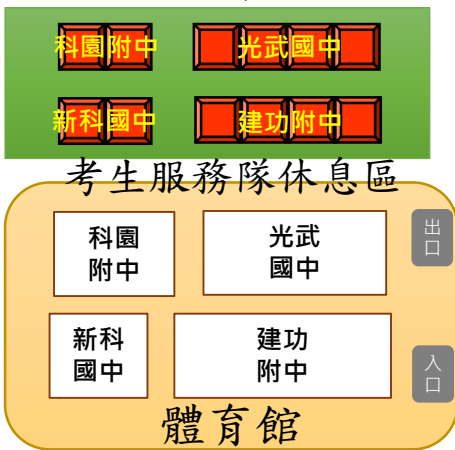 科園附中
光武國中
新科國中
建功附中
考生服務隊休息區
科園
附中
光武
國中
出口
新科
國中
建功
附中
入口
體育館